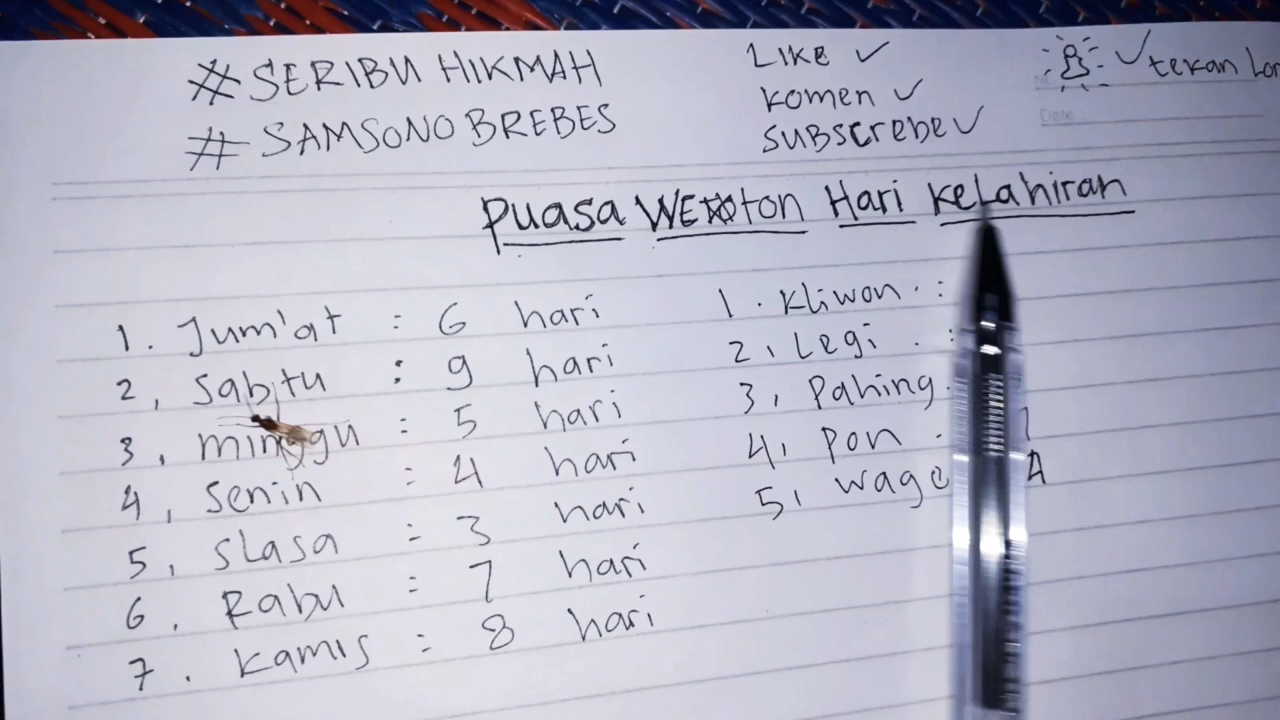 #SERIBU HIKMAH
#SAMSONO BREBES
LIKE ✓
komen ✓
SUBSCREBE ✓
✓ tekan
Puasa WETON Hari KeLahiran
1. Jum'at : 6 hari
2, Sabtu : 9 hari
3, minggu : 5 hari
4, Senin : 4 hari
5, SLasa : 3 hari
6. Rabu : 7 hari
7. Kamis : 8 hari
1. Kliwon :
2, Legi :
3, Pahing
4, Pon
5, Wage 4